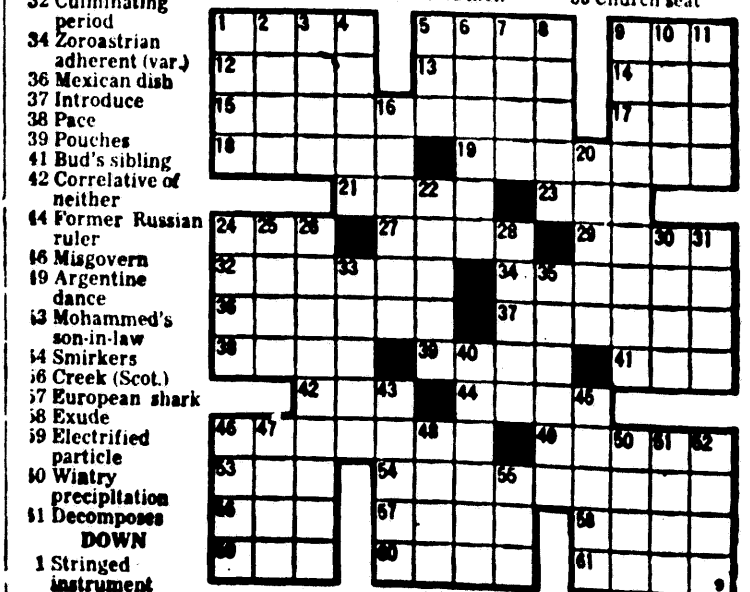 32 Culminating
period
34 Zoroastrian
adherent (var.)
36 Mexican dish
37 Introduce
38 Pace
39 Pouches
41 Bud's sibling
42 Correlative of
neither
44 Former Russian
ruler
46 Misgovern
49 Argentine
dance
53 Mohammed's
son-in-law
54 Smirkers
56 Creek (Scot.)
57 European shark
58 Exude
59 Electrified
particle
60 Wintry
precipitation
61 Decomposes
DOWN
1 Stringed
instrument
Church seat
1 2 3 4 5 6 7 8 9 10 11
12 13 14
15 16 17
18 19 20
21 22 23
24 25 26 27 28 29 30 31
32 33 34 35
36 37
38 39 40 41
42 43 44 45
46 47 48 49 50 51 52
53 54 55
56 57 58
59 60 61
9